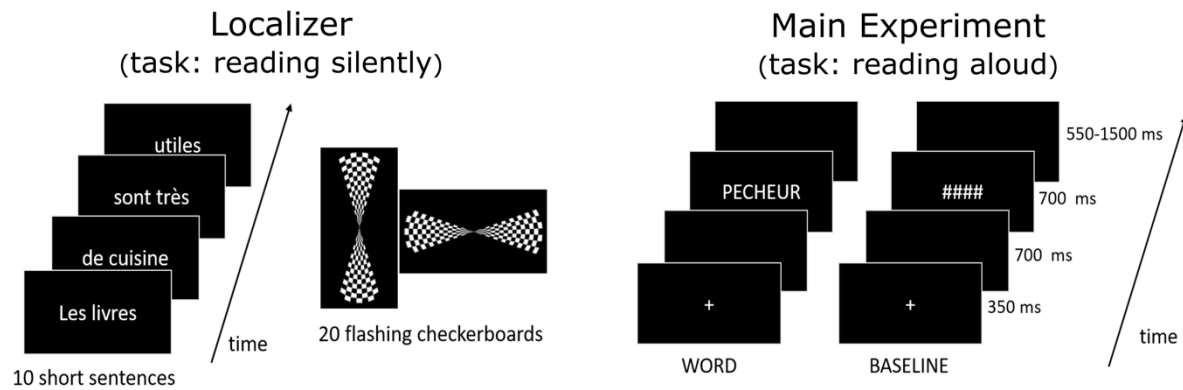 Localizer
(task: reading silently)
utiles
sont très
de cuisine
Les livres
time
10 short sentences
20 flashing checkerboards
Main Experiment
(task: reading aloud)
550-1500 ms
PECHEUR
####
700 ms
700 ms
+
+
350 ms
time
WORD
BASELINE